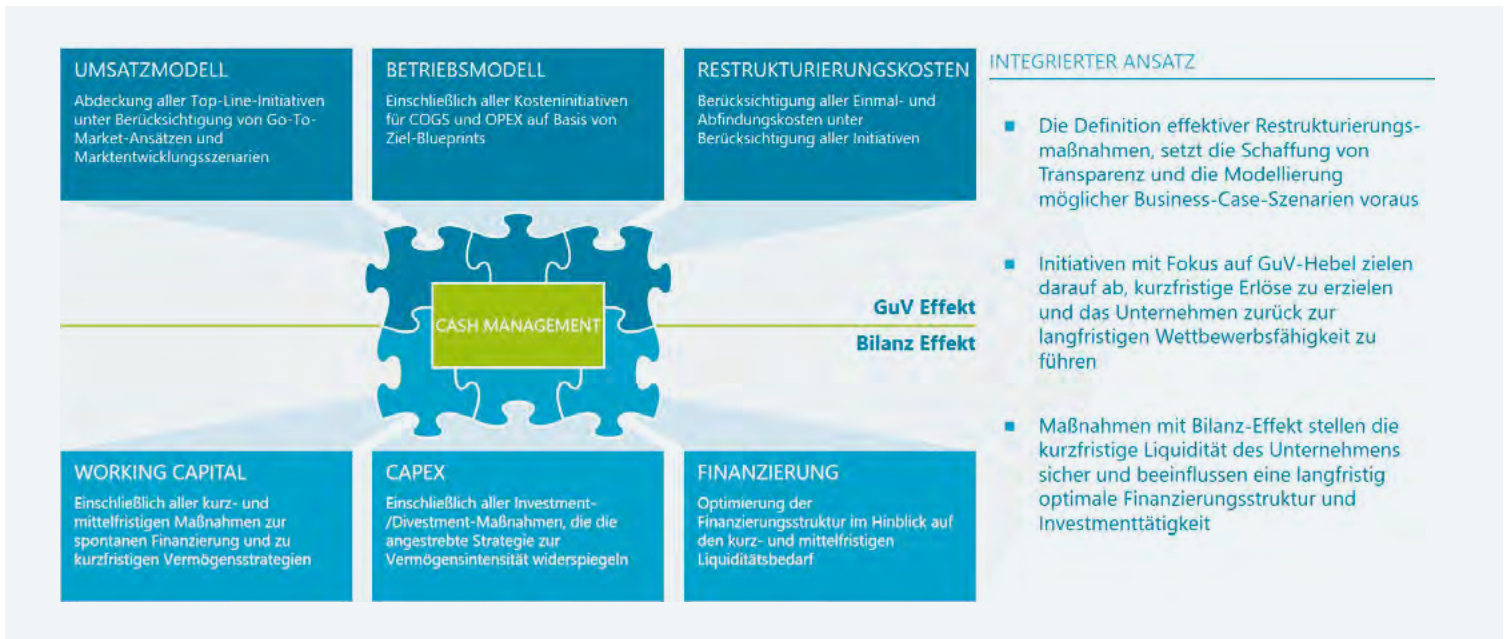 UMSATZMODELL
Abdeckung aller Top-Line-Initiativen
unter Berücksichtigung von Go-To-
Market-Ansätzen und
Marktentwicklungsszenarien
BETRIEBSMODELL
Einschließlich aller Kosteninitiativen
für COGS und OPEX auf Basis von
Ziel-Blueprints
RESTRUKTURIERUNGSKOSTEN
Berücksichtigung aller Einmal- und
Abfindungskosten unter
Berücksichtigung aller Initiativen
CASH MANAGEMENT
GuV Effekt
Bilanz Effekt
WORKING CAPITAL
Einschließlich aller kurz- und
mittelfristigen Maßnahmen zur
spontanen Finanzierung und zu
kurzfristigen Vermögensstrategien
CAPEX
Einschließlich aller Investment-
/Divestment-Maßnahmen, die die
angestrebte Strategie zur
Vermögensintensität widerspiegeln
FINANZIERUNG
Optimierung der
Finanzierungsstruktur im Hinblick auf
den kurz- und mittelfristigen
Liquiditätsbedarf
INTEGRIERTER ANSATZ
■ Die Definition effektiver Restrukturierungs-
maßnahmen, setzt die Schaffung von
Transparenz und die Modellierung
möglicher Business-Case-Szenarien voraus
■ Initiativen mit Fokus auf GuV-Hebel zielen
darauf ab, kurzfristige Erlöse zu erzielen
und das Unternehmen zurück zur
langfristigen Wettbewerbsfähigkeit zu
führen
■ Maßnahmen mit Bilanz-Effekt stellen die
kurzfristige Liquidität des Unternehmens
sicher und beeinflussen eine langfristig
optimale Finanzierungsstruktur und
Investmenttätigkeit